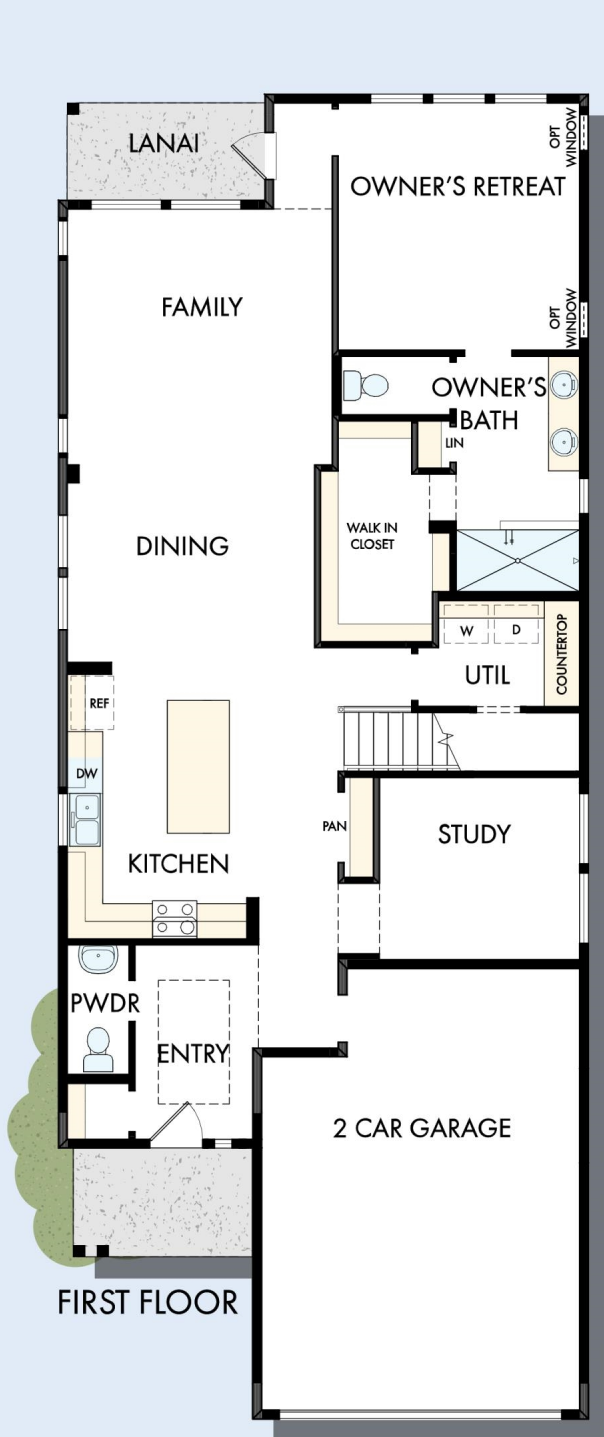 LANAI
OPT
WINDOW
OWNER'S RETREAT
FAMILY
OPT
WINDOW
OWNER'S
BATH
LIN
WALK IN
CLOSET
DINING
W
D
COUNTERTOP
UTIL
REF
DW
PAN
STUDY
KITCHEN
PWDR
ENTRY
2 CAR GARAGE
FIRST FLOOR